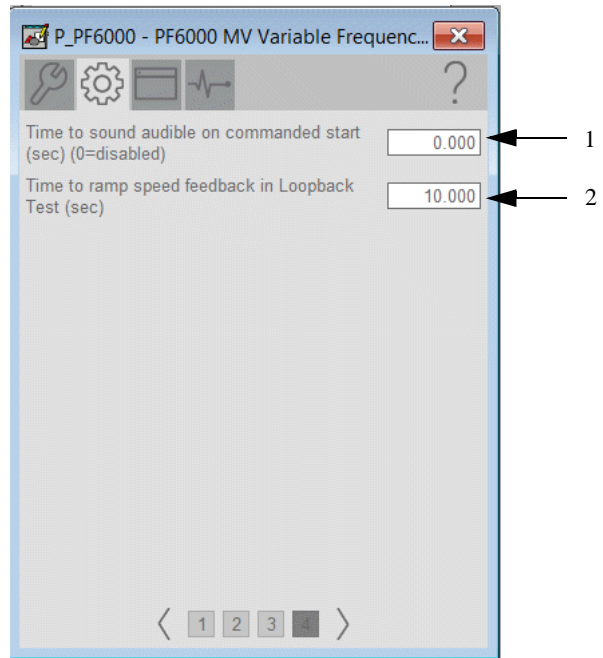 P_PF6000 - PF6000 MV Variable Frequenc...
?
Time to sound audible on commanded start
(sec) (0=disabled)
0.000
1
Time to ramp speed feedback in Loopback
Test (sec)
10.000
2
1 2 3 4